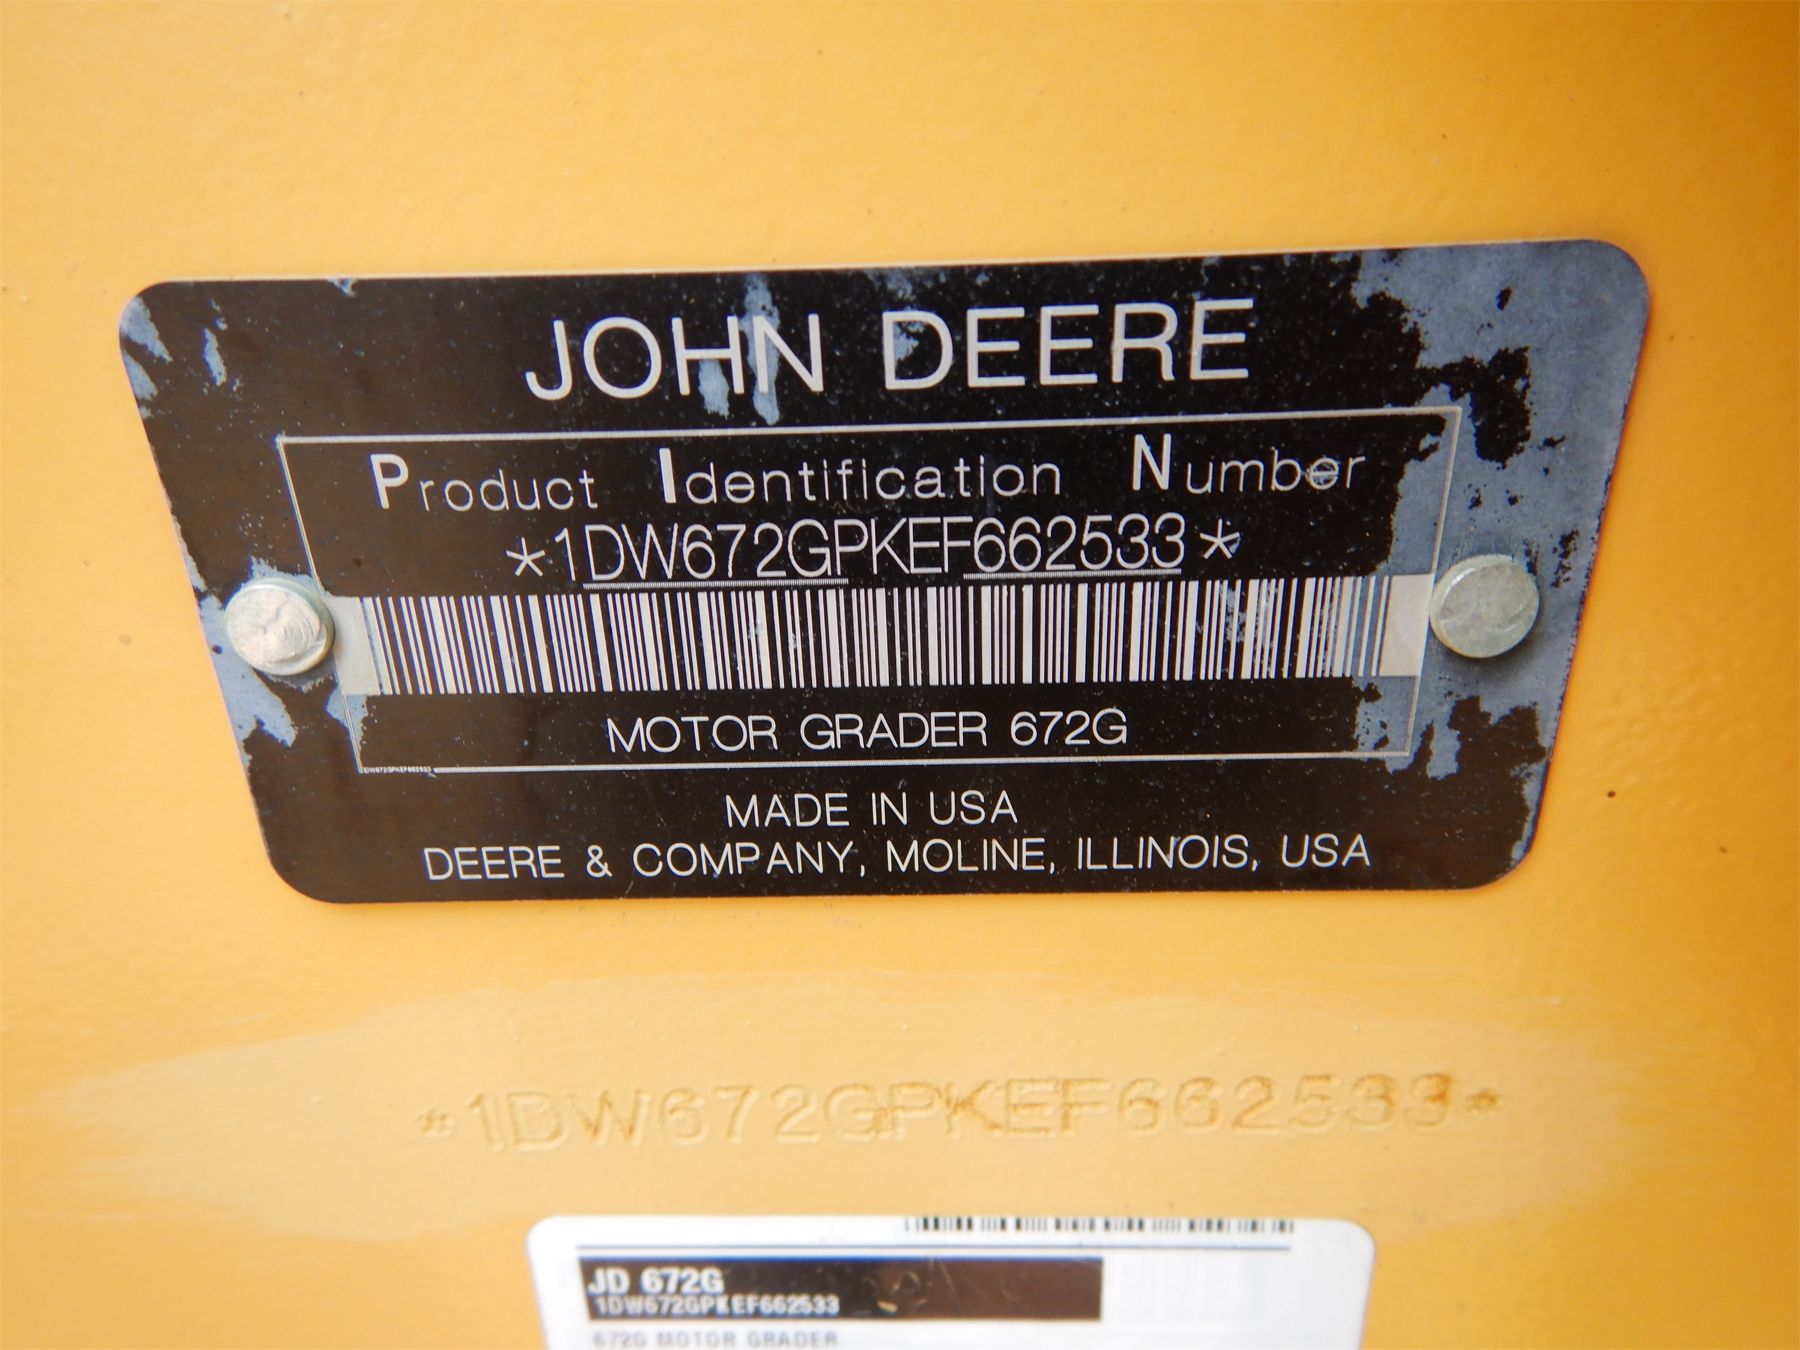 JOHN DEERE
Product Identification Number
*1DW672GPKEF662533*
MOTOR GRADER 672G
1DW672GPKEF662533
MADE IN USA
DEERE & COMPANY, MOLINE, ILLINOIS, USA
*1DW672GPKEF662533*
JD 672G
1DW672GPKEF662533
672G MOTOR GRADER